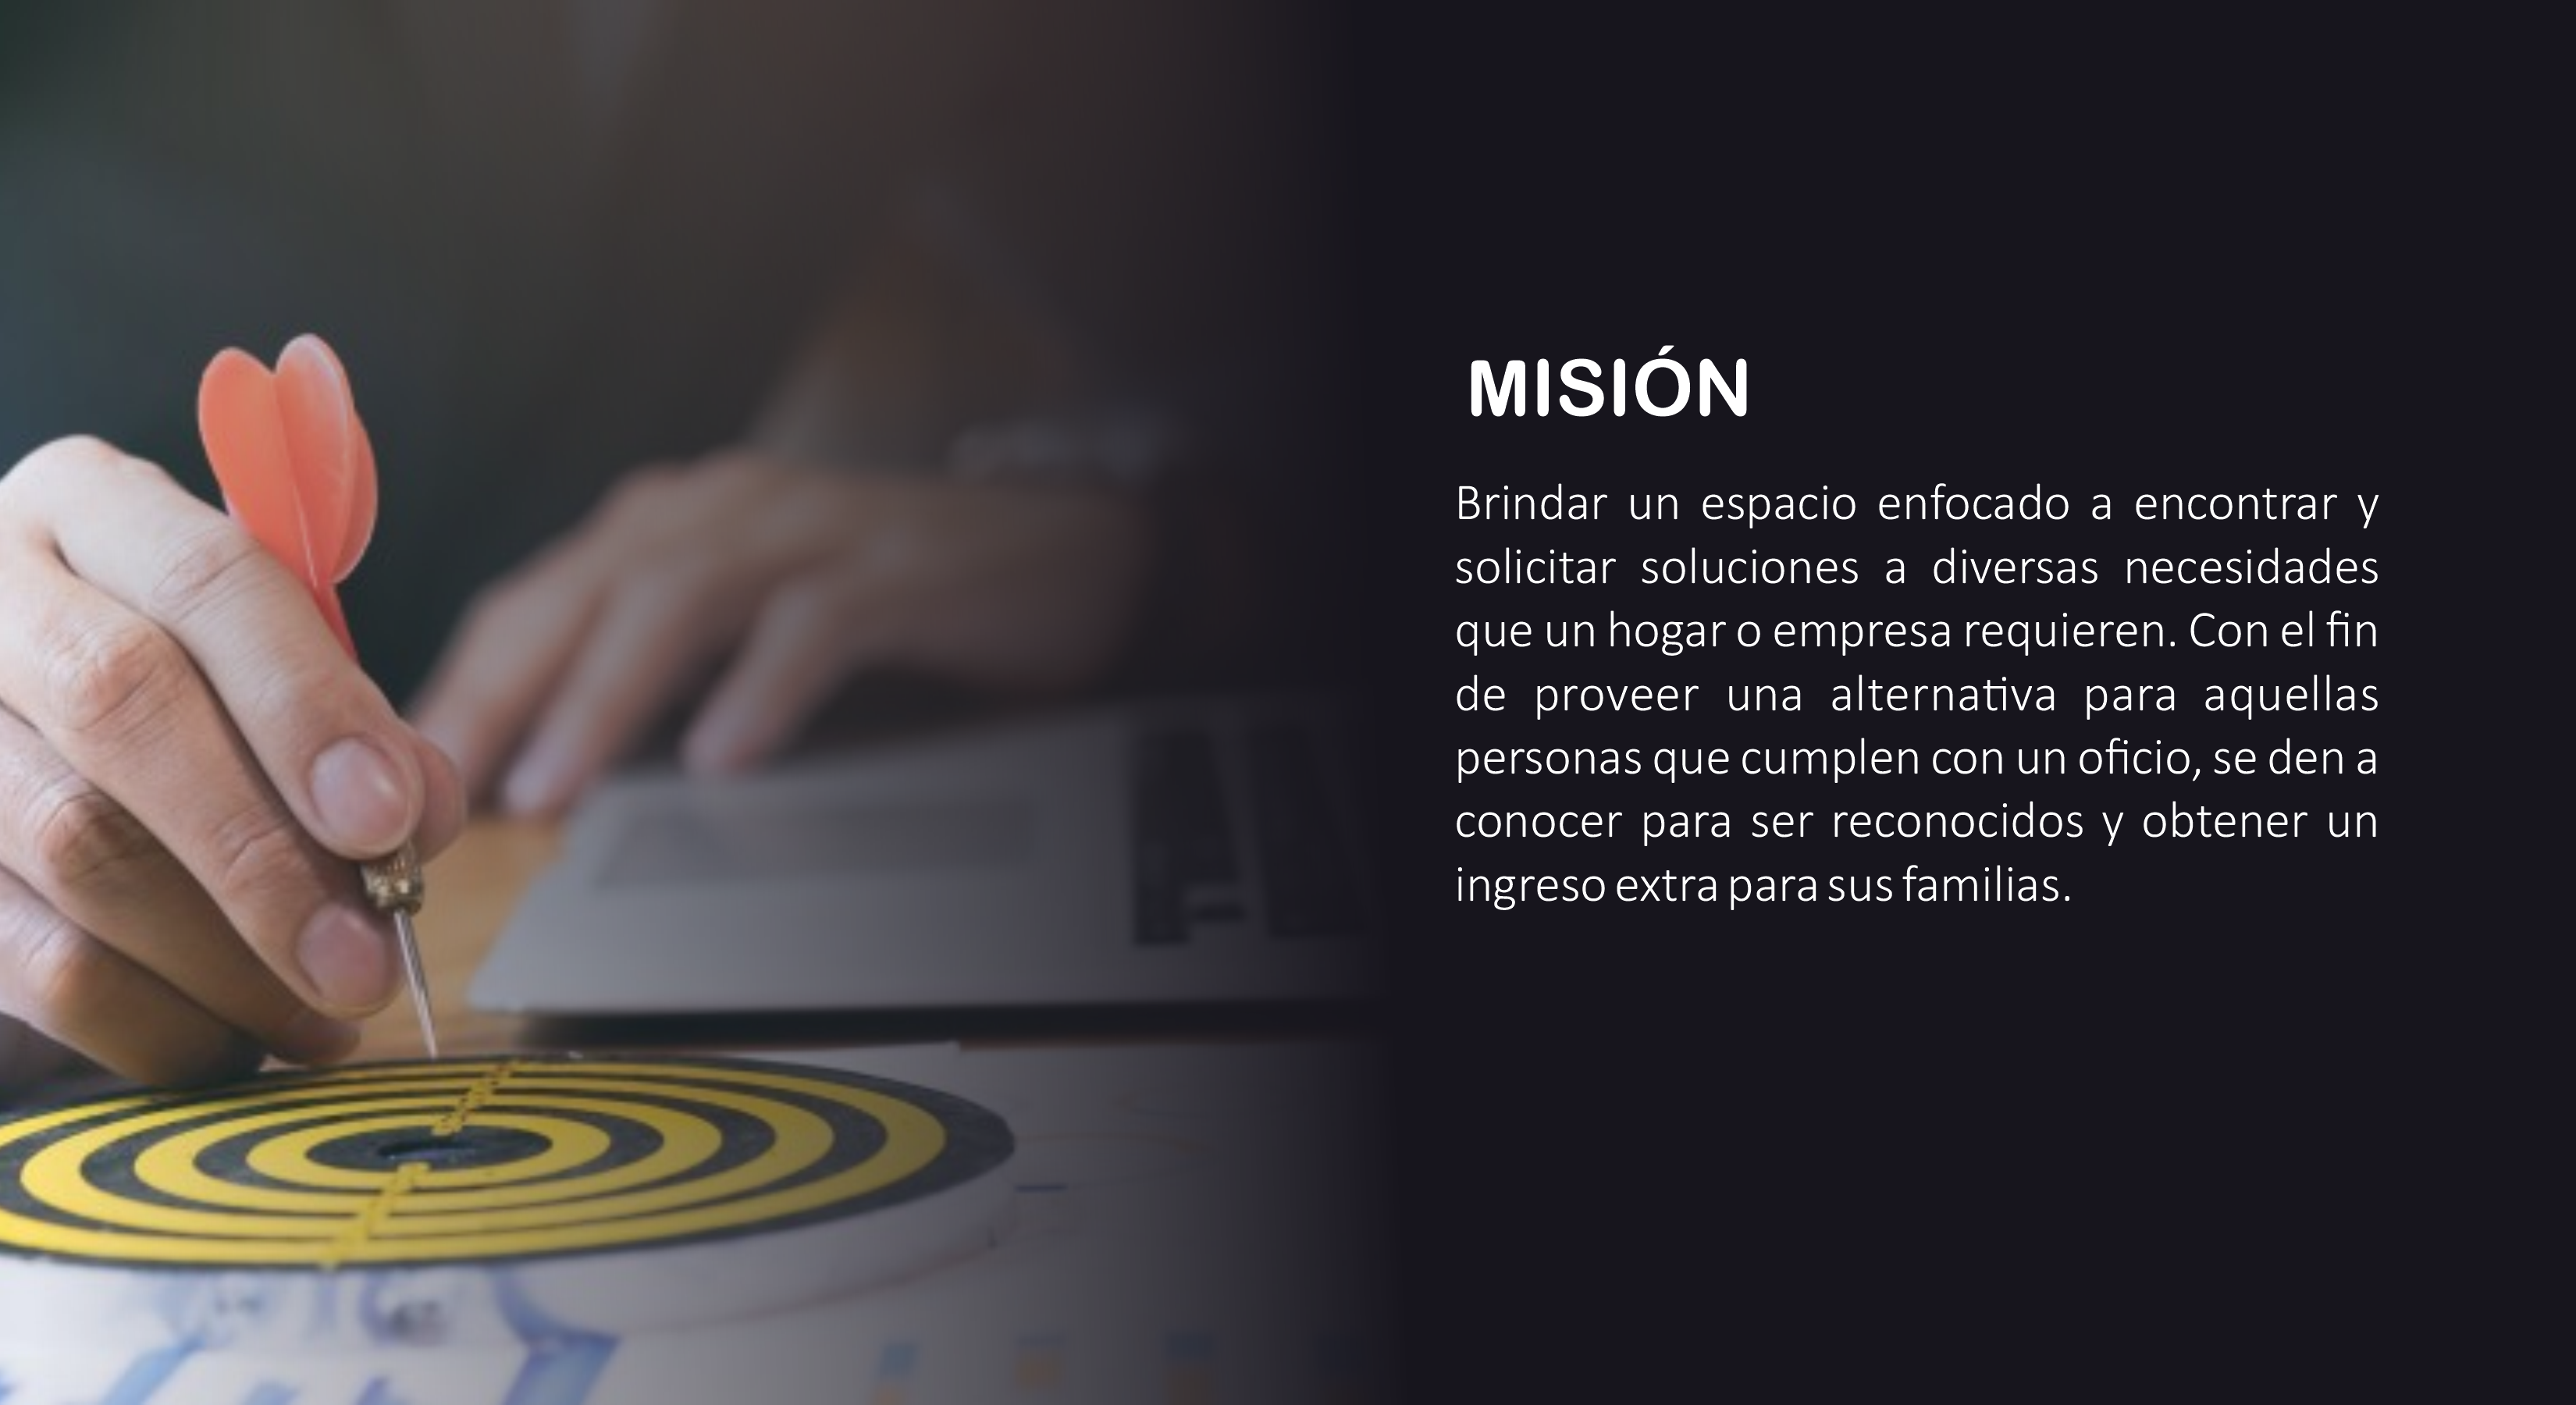 MISIÓN
Brindar un espacio enfocado a encontrar y
solicitar soluciones a diversas necesidades
que un hogar o empresa requieren. Con el fin
de proveer una alternativa para aquellas
personas que cumplen con un oficio, se den a
conocer para ser reconocidos y obtener un
ingreso extra para sus familias.